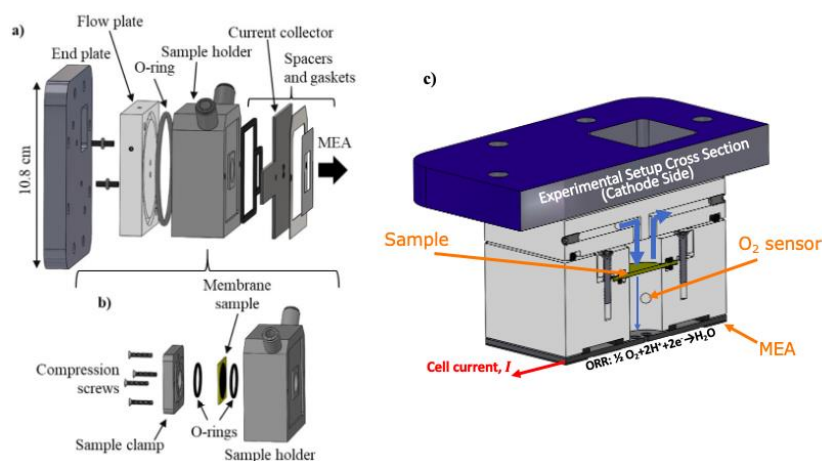 a)
Flow plate
End plate
O-ring
Sample holder
Current collector
Spacers
and gaskets
MEA
10.8 cm
b)
Membrane
sample
Compression
screws
O-rings
Sample clamp
Sample holder
c)
Experimental Setup Cross Section
(Cathode Side)
Sample
O₂ sensor
MEA
ORR: ½ O₂+2H⁺+2e⁻→H₂O
Cell current, I